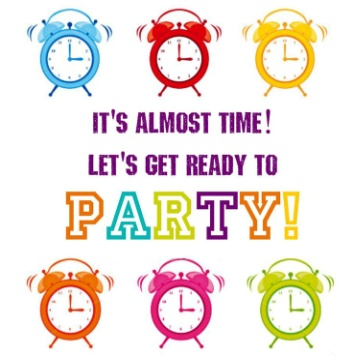 IT'S ALMOST TIME!
LET'S GET READY TO
PARTY!